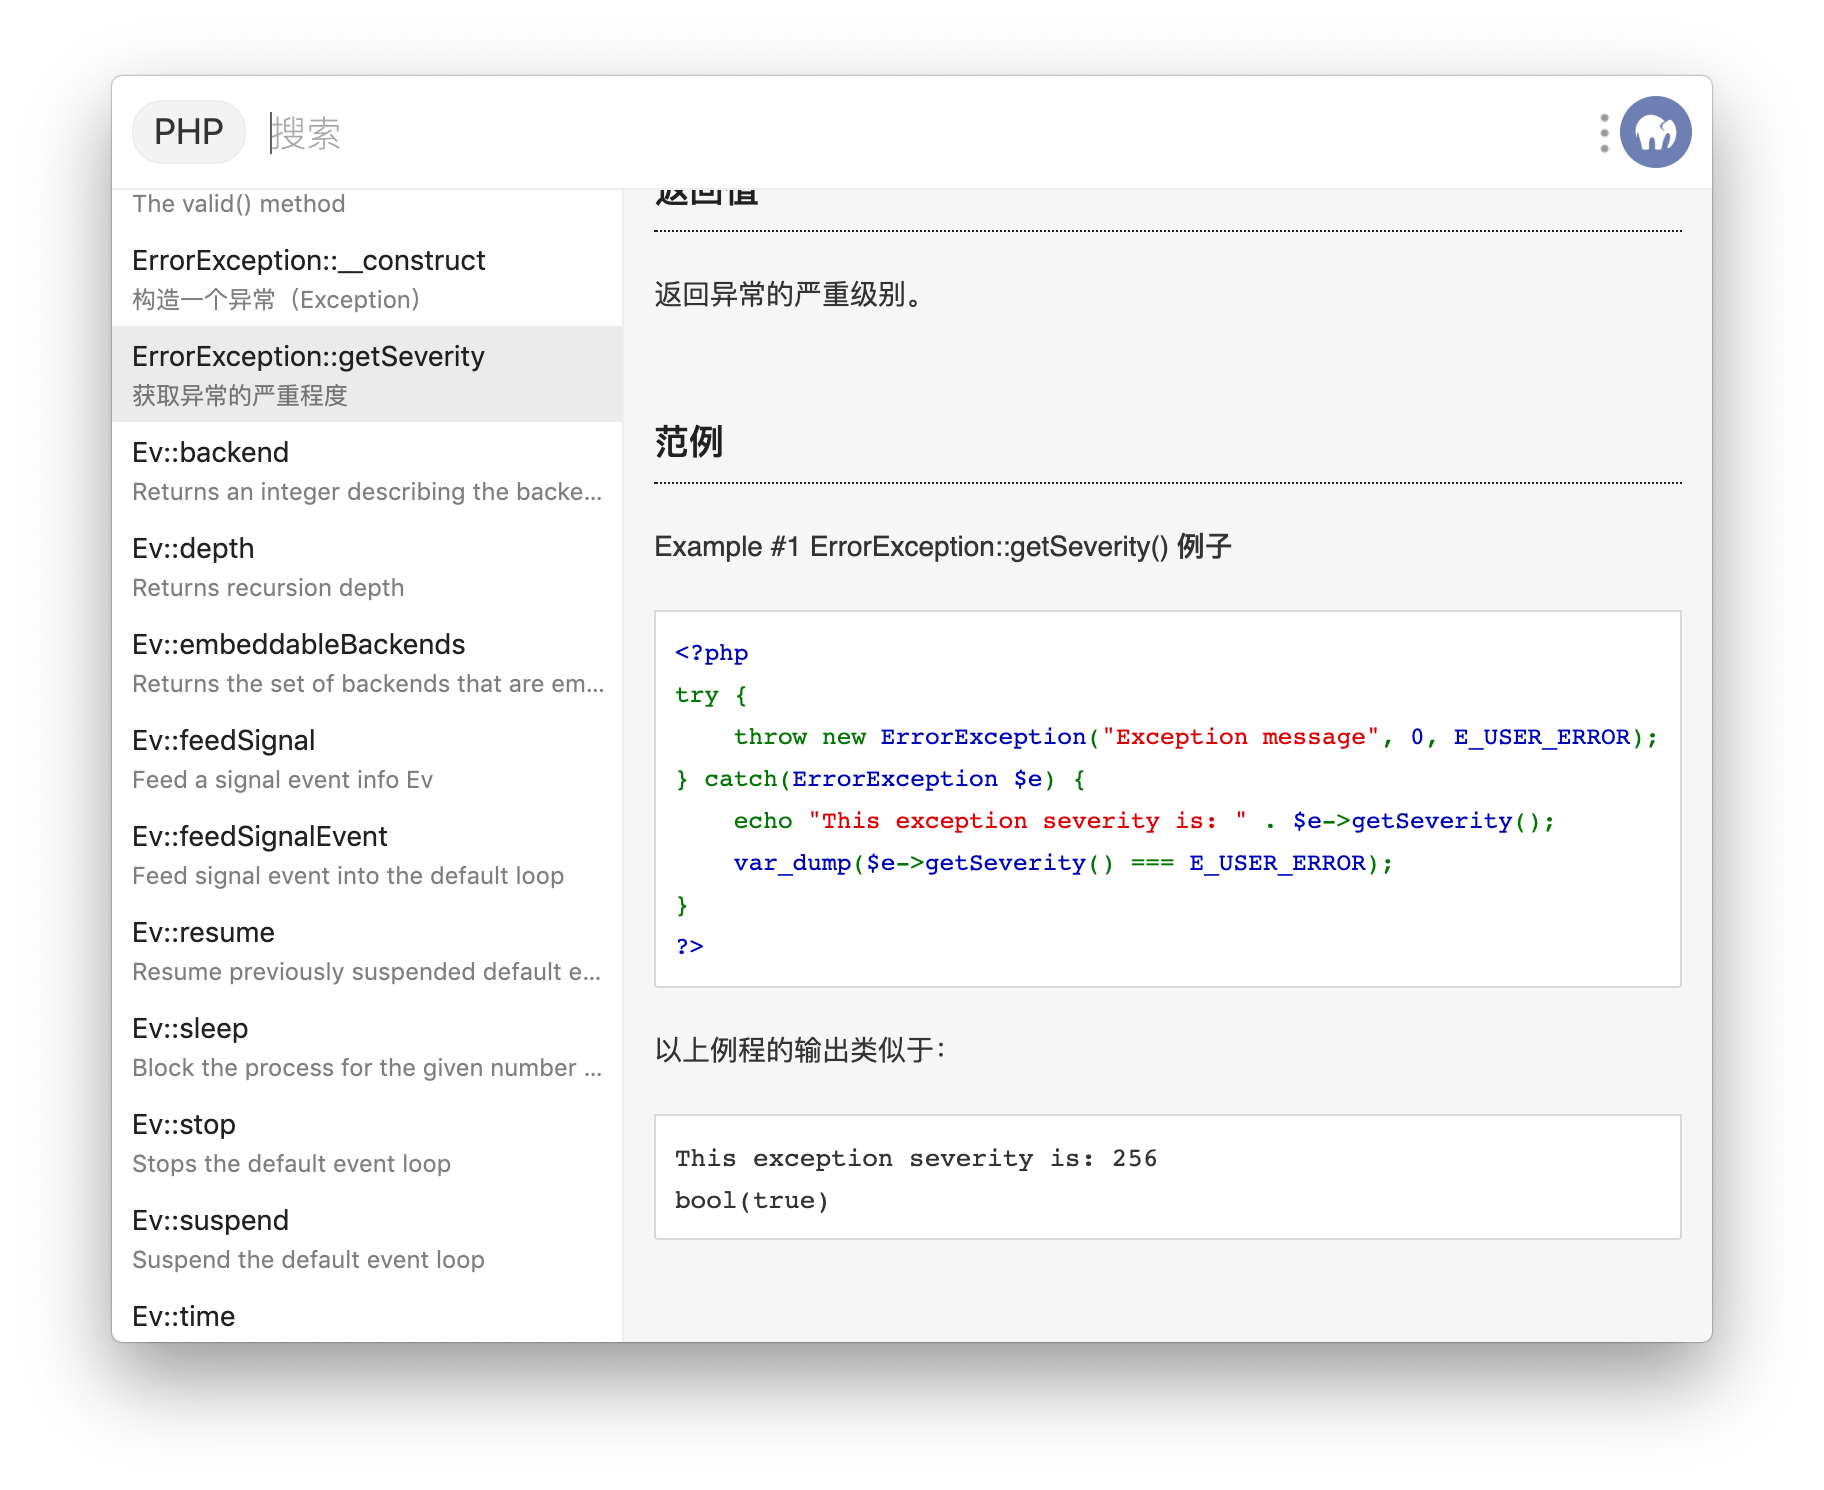 PHP
搜索
The valid() method
ErrorException::__construct
构造一个异常（Exception）
ErrorException::getSeverity
获取异常的严重程度
Ev::backend
Returns an integer describing the backe...
Ev::depth
Returns recursion depth
Ev::embeddableBackends
Returns the set of backends that are em...
Ev::feedSignal
Feed a signal event info Ev
Ev::feedSignalEvent
Feed signal event into the default loop
Ev::resume
Resume previously suspended default e...
Ev::sleep
Block the process for the given number ...
Ev::stop
Stops the default event loop
Ev::suspend
Suspend the default event loop
Ev::time
返回值
返回异常的严重级别。
范例
Example #1 ErrorException::getSeverity() 例子
<?php
try {
    throw new ErrorException("Exception message", 0, E_USER_ERROR);
} catch(ErrorException $e) {
    echo "This exception severity is: " . $e->getSeverity();
    var_dump($e->getSeverity() === E_USER_ERROR);
}
?>
以上例程的输出类似于：
This exception severity is: 256
bool(true)